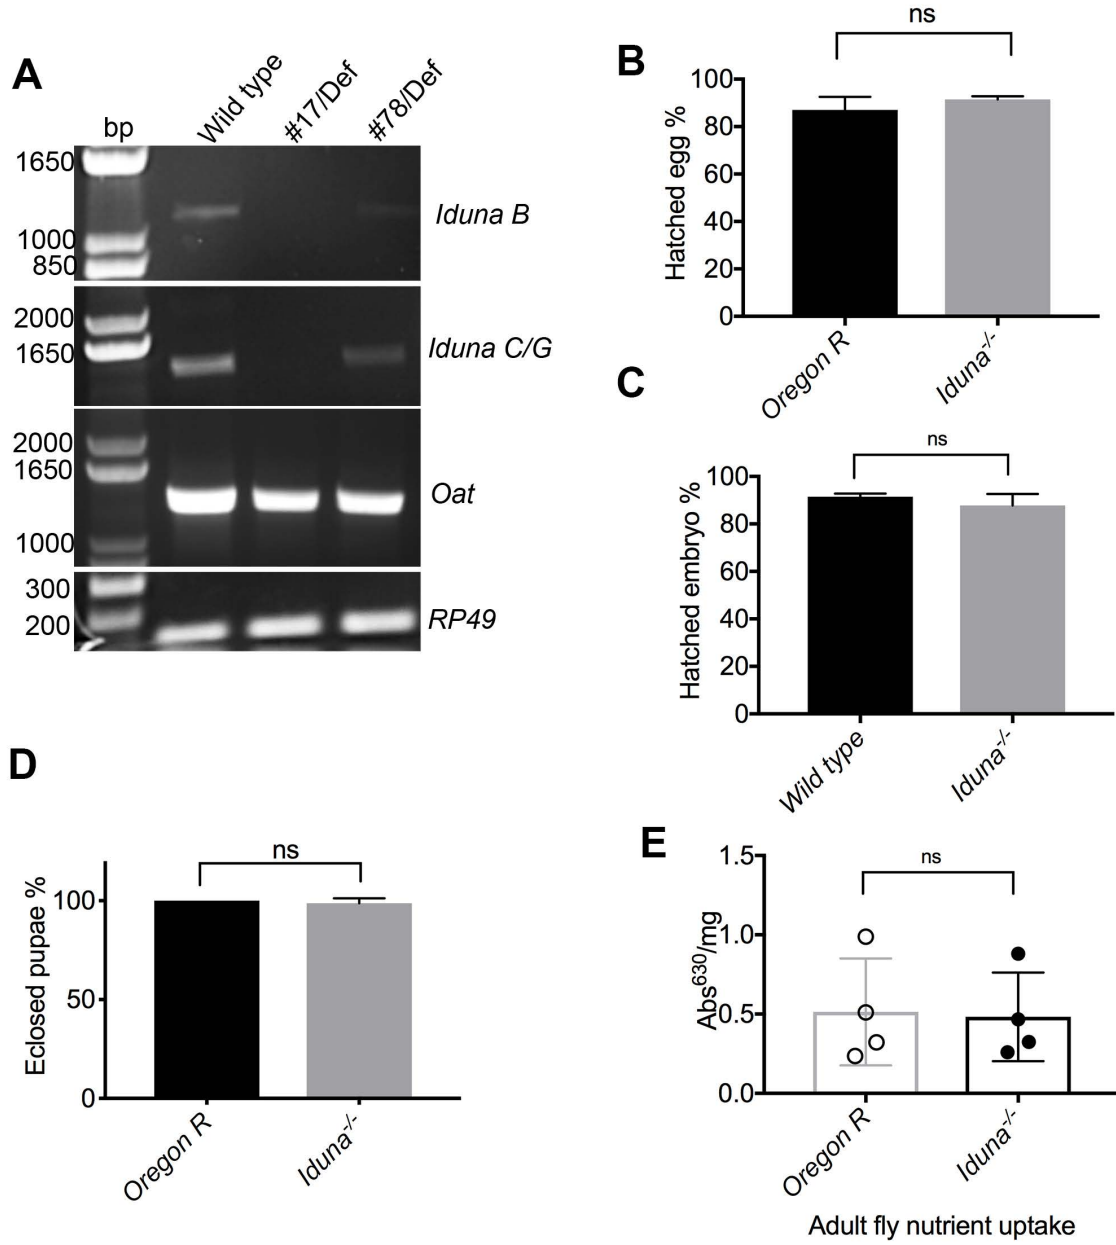 A
bp
Wild type
#17/Def
#78/Def
1650
1000
850
Iduna B
2000
1650
Iduna C/G
2000
1650
1000
Oat
300
200
RP49
B
ns
Hatched egg %
100
80
60
40
20
0
Oregon R
Iduna-/-
C
ns
Hatched embryo %
100
80
60
40
20
0
Wild type
Iduna-/-
D
ns
Eclosed pupae %
100
50
0
Oregon R
Iduna-/-
E
ns
Abs630/mg
1.5
1.0
0.5
0.0
Oregon R
Iduna-/-
Adult fly nutrient uptake